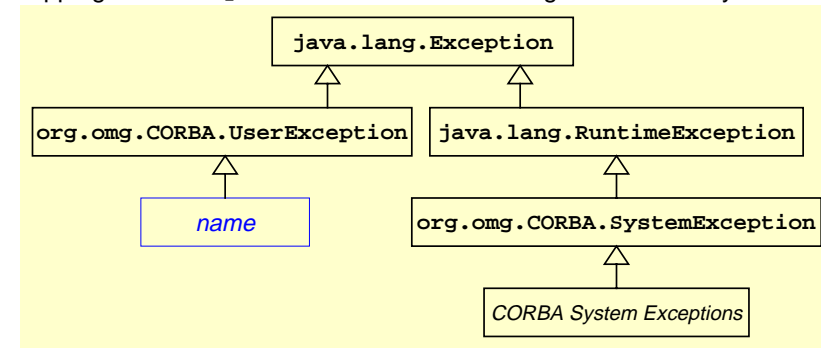 java.lang.Exception
org.omg.CORBA.UserException
java.lang.RuntimeException
name
org.omg.CORBA.SystemException
CORBA System Exceptions